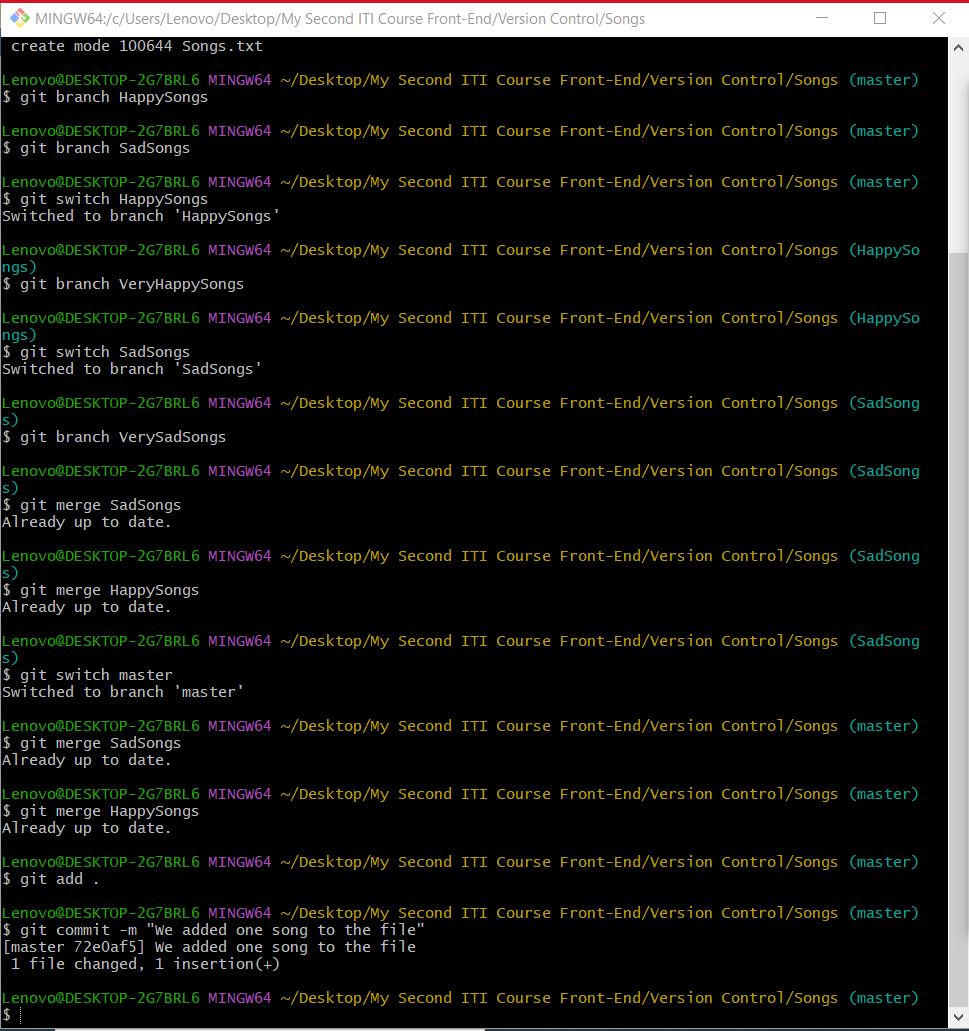 MINGW64:/c/Users/Lenovo/Desktop/My Second ITI Course Front-End/Version Control/Songs
 create mode 100644 Songs.txt
Lenovo@DESKTOP-2G7BRL6 MINGW64 ~/Desktop/My Second ITI Course Front-End/Version Control/Songs (master)
$ git branch HappySongs
Lenovo@DESKTOP-2G7BRL6 MINGW64 ~/Desktop/My Second ITI Course Front-End/Version Control/Songs (master)
$ git branch SadSongs
Lenovo@DESKTOP-2G7BRL6 MINGW64 ~/Desktop/My Second ITI Course Front-End/Version Control/Songs (master)
$ git switch HappySongs
Switched to branch 'HappySongs'
Lenovo@DESKTOP-2G7BRL6 MINGW64 ~/Desktop/My Second ITI Course Front-End/Version Control/Songs (HappySo
ngs)
$ git branch VeryHappySongs
Lenovo@DESKTOP-2G7BRL6 MINGW64 ~/Desktop/My Second ITI Course Front-End/Version Control/Songs (HappySo
ngs)
$ git switch SadSongs
Switched to branch 'SadSongs'
Lenovo@DESKTOP-2G7BRL6 MINGW64 ~/Desktop/My Second ITI Course Front-End/Version Control/Songs (SadSong
s)
$ git branch VerySadSongs
Lenovo@DESKTOP-2G7BRL6 MINGW64 ~/Desktop/My Second ITI Course Front-End/Version Control/Songs (SadSong
s)
$ git merge SadSongs
Already up to date.
Lenovo@DESKTOP-2G7BRL6 MINGW64 ~/Desktop/My Second ITI Course Front-End/Version Control/Songs (SadSong
s)
$ git merge HappySongs
Already up to date.
Lenovo@DESKTOP-2G7BRL6 MINGW64 ~/Desktop/My Second ITI Course Front-End/Version Control/Songs (SadSong
s)
$ git switch master
Switched to branch 'master'
Lenovo@DESKTOP-2G7BRL6 MINGW64 ~/Desktop/My Second ITI Course Front-End/Version Control/Songs (master)
$ git merge SadSongs
Already up to date.
Lenovo@DESKTOP-2G7BRL6 MINGW64 ~/Desktop/My Second ITI Course Front-End/Version Control/Songs (master)
$ git merge HappySongs
Already up to date.
Lenovo@DESKTOP-2G7BRL6 MINGW64 ~/Desktop/My Second ITI Course Front-End/Version Control/Songs (master)
$ git add .
Lenovo@DESKTOP-2G7BRL6 MINGW64 ~/Desktop/My Second ITI Course Front-End/Version Control/Songs (master)
$ git commit -m "We added one song to the file"
[master 72e0af5] We added one song to the file
 1 file changed, 1 insertion(+)
Lenovo@DESKTOP-2G7BRL6 MINGW64 ~/Desktop/My Second ITI Course Front-End/Version Control/Songs (master)
$